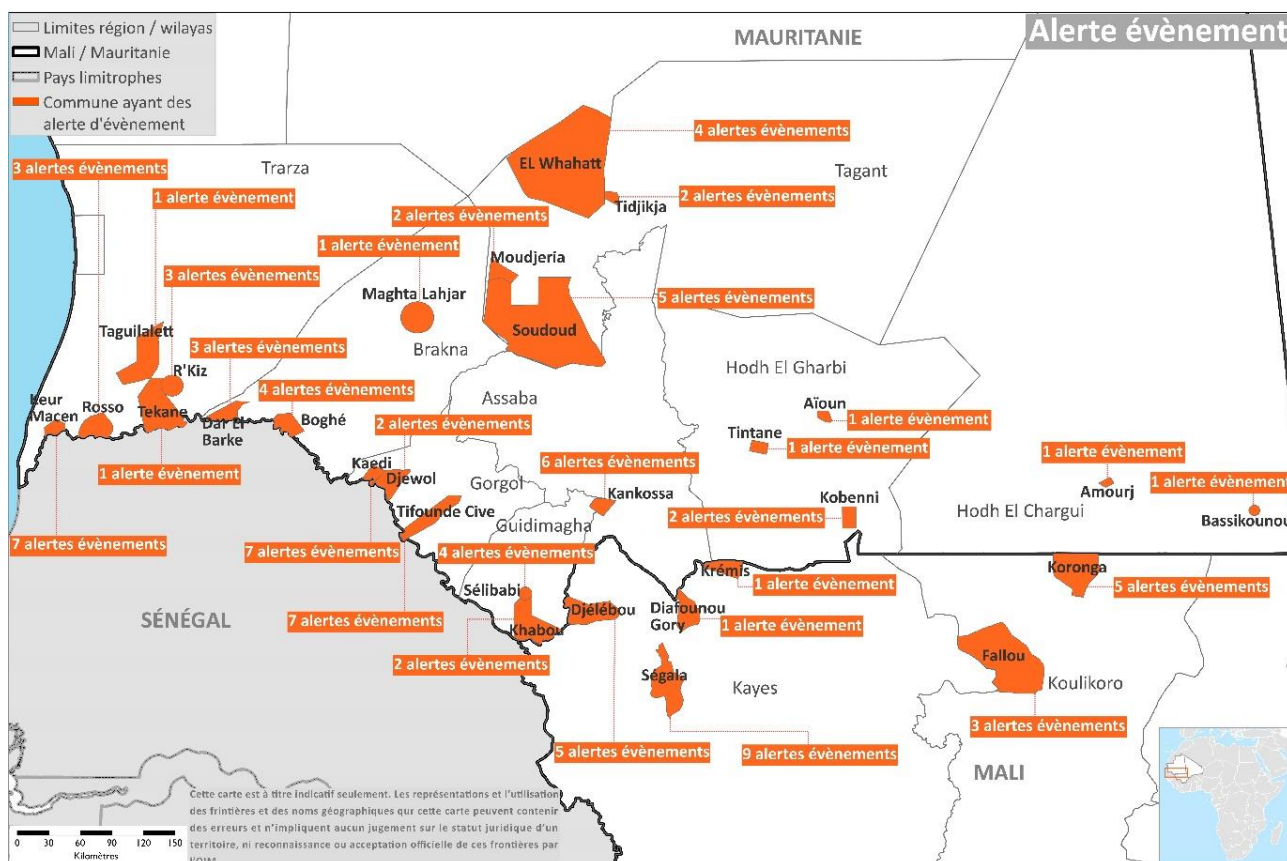 Limites région / wilayas
Mali / Mauritanie
Pays limitrophes
Commune ayant des
alerte d'évènement
Alerte évènement
MAURITANIE
Trarza
Tagant
EL Whahatt
4 alertes évènements
Tidjikja
2 alertes évènements
3 alertes évènements
1 alerte évènement
2 alertes évènements
1 alerte évènement
3 alertes évènements
Moudjeria
Maghta Lahjar
5 alertes évènements
Soudoud
Taguilalett
Brakna
3 alertes évènements
R'Kiz
Hodh El Gharbi
4 alertes évènements
Assaba
Keur
Macen
Rosso
Tekane
Dar El
Barke
Boghé
Aïoun
1 alerte évènement
2 alertes évènements
Tintane
1 alerte évènement
1 alerte évènement
Kaedi
Djewol
6 alertes évènements
1 alerte évènement
Amourj
1 alerte évènement
Gorgol
Kankossa
Kobenni
Tifounde Cive
Hodh El Chargui
Bassikounou
Guidimagha
2 alertes évènements
7 alertes évènements
7 alertes évènements
4 alertes évènements
Krémis
1 alerte évènement
Koronga
5 alertes évènements
Sélibabi
Djélébou
Diafounou
Gory
1 alerte évènement
SÉNÉGAL
7 alertes évènements
Khabou
2 alertes évènements
Fallou
Ségala
Kayes
Koulikoro
3 alertes évènements
5 alertes évènements
9 alertes évènements
MALI
Cette carte est à titre indicatif seulement. Les représentations et l'utilisation
des frintières et des noms géographiques que cette carte peuvent contenir
des erreurs et n'impliquent aucun jugement sur le statut juridique d'un
territoire, ni reconnaissance ou acceptation officielle de ces frontières par
l'OIM
0 30 60 90 120 150
Kilomètres